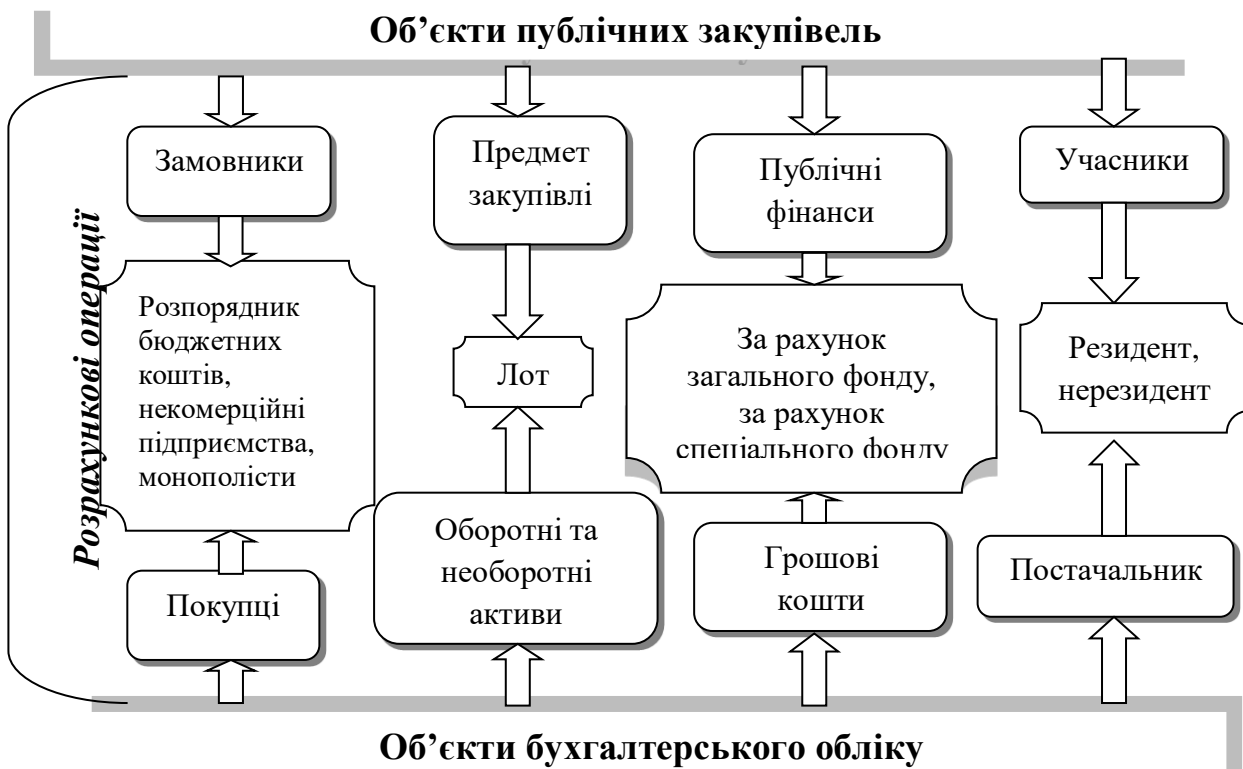 Об’єкти публічних закупівель
Замовники
Предмет
закупівлі
Публічні
фінанси
Учасники
Розрахункові операції
Розпорядник
бюджетних
коштів,
некомерційні
підприємства,
монополісти
Лот
За рахунок
загального фонду,
за рахунок
спеціального фонду
Резидент,
нерезидент
Покупці
Оборотні та
необоротні
активи
Грошові
кошти
Постачальник
Об’єкти бухгалтерського обліку